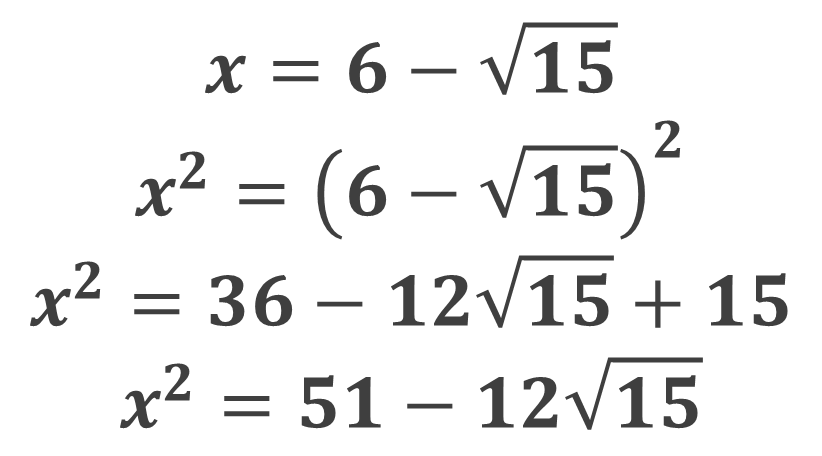 x = 6 − √15
x² = (6 − √15)²
x² = 36 − 12√15 + 15
x² = 51 − 12√15